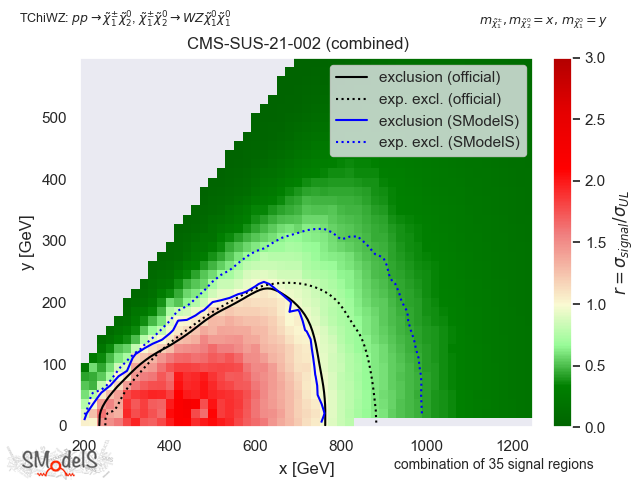 TChiWZ: pp → χ̃₁^± χ̃₂^0, χ̃₁^± χ̃₂^0 → WZ χ̃₁^0 χ̃₁^0
m_χ̃₁^±, m_χ̃₂^0 = x, m_χ̃₁^0 = y
CMS-SUS-21-002 (combined)
exclusion (official)
exp. excl. (official)
exclusion (SModelS)
exp. excl. (SModelS)
y [GeV]
500
400
300
200
100
0
200
400
600
800
1000
1200
x [GeV]
3.0
2.5
2.0
1.5
1.0
0.5
0.0
r = σ_signal/σ_UL
SModelS
combination of 35 signal regions